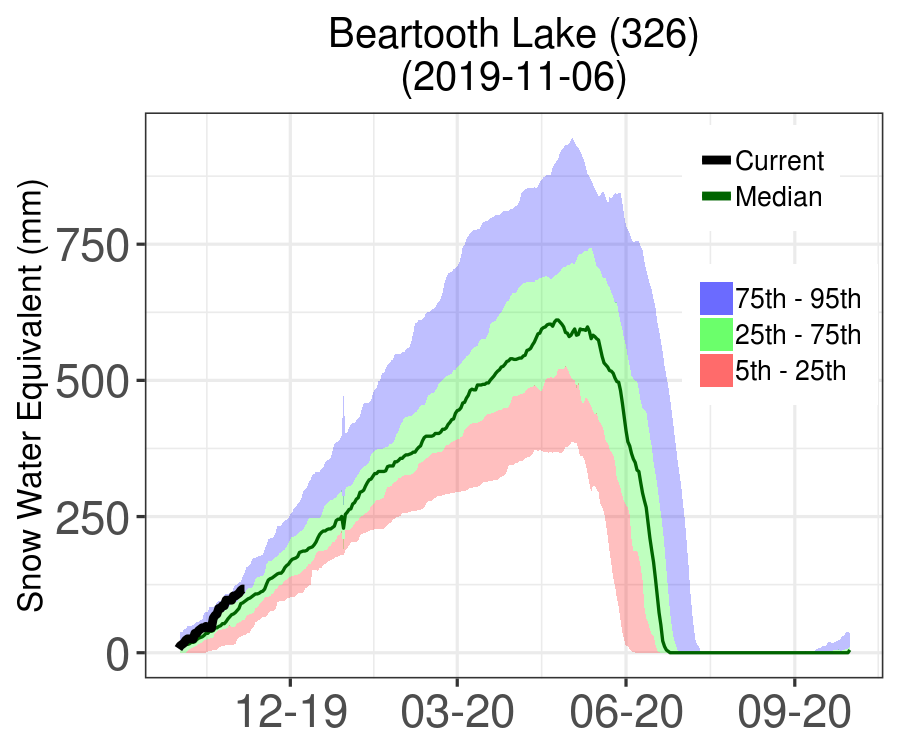 Beartooth Lake (326)
(2019-11-06)
Snow Water Equivalent (mm)
750
500
250
0
12-19
03-20
06-20
09-20
Current
Median
75th - 95th
25th - 75th
5th - 25th